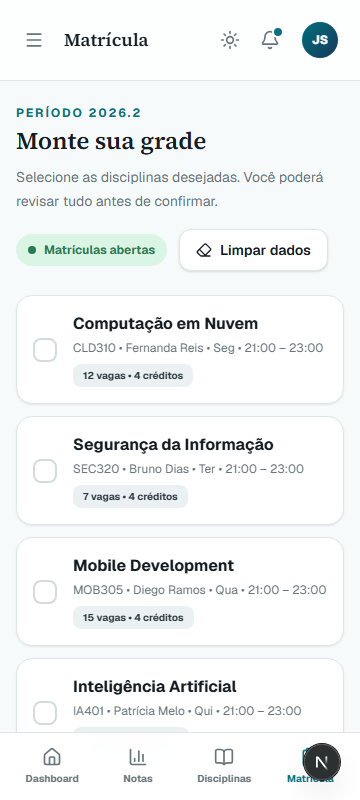 Matrícula
JS
PERÍODO 2026.2
Monte sua grade
Selecione as disciplinas desejadas. Você poderá
revisar tudo antes de confirmar.
Matrículas abertas
Limpar dados
Computação em Nuvem
CLD310 • Fernanda Reis • Seg • 21:00 – 23:00
12 vagas • 4 créditos
Segurança da Informação
SEC320 • Bruno Dias • Ter • 21:00 – 23:00
7 vagas • 4 créditos
Mobile Development
MOB305 • Diego Ramos • Qua • 21:00 – 23:00
15 vagas • 4 créditos
Inteligência Artificial
IA401 • Patrícia Melo • Qui • 21:00 – 23:00
Dashboard
Notas
Disciplinas
Matrícula
N